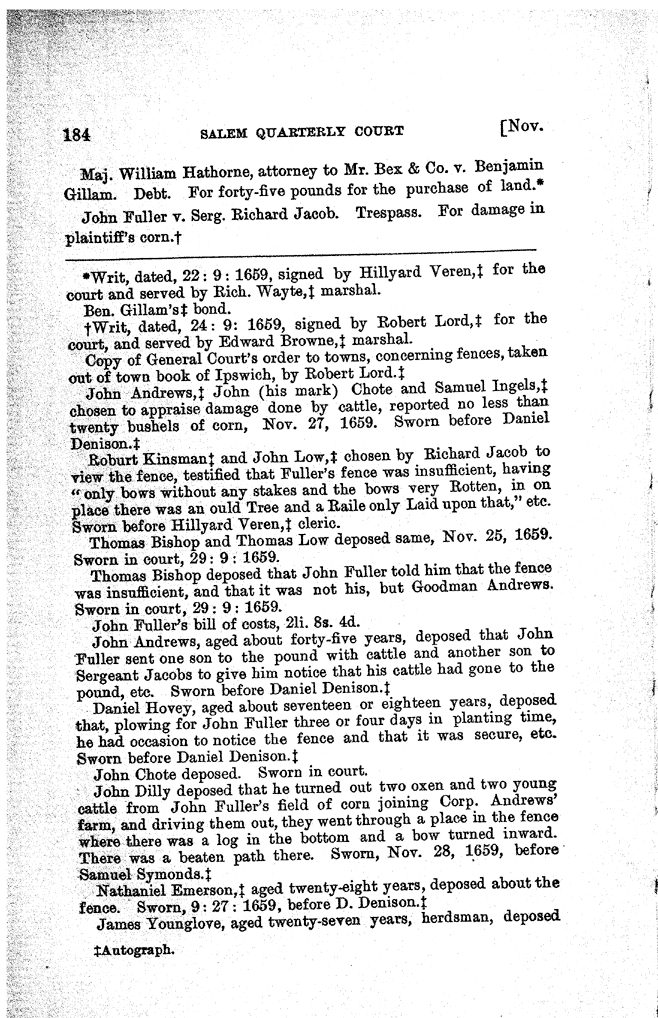 184 SALEM QUARTERLY COURT [Nov.
Maj. William Hathorne, attorney to Mr. Bex & Co. v. Benjamin
Gillam. Debt. For forty-five pounds for the purchase of land.*
John Fuller v. Serg. Richard Jacob. Trespass. For damage in
plaintiff's corn.†
*Writ, dated, 22 : 9 : 1659, signed by Hillyard Veren,‡ for the
court and served by Rich. Wayte,‡ marshal.
Ben. Gillam's‡ bond.
†Writ, dated, 24 : 9: 1659, signed by Robert Lord,‡ for the
court, and served by Edward Browne,‡ marshal.
Copy of General Court's order to towns, concerning fences, taken
out of town book of Ipswich, by Robert Lord.‡
John Andrews,‡ John (his mark) Chote and Samuel Ingels,‡
chosen to appraise damage done by cattle, reported no less than
twenty bushels of corn, Nov. 27, 1659. Sworn before Daniel
Denison.‡
Roburt Kinsman‡ and John Low,‡ chosen by Richard Jacob to
view the fence, testified that Fuller's fence was insufficient, having
"only bows without any stakes and the bows very Rotten, in on
place there was an ould Tree and a Raile only Laid upon that," etc.
Sworn before Hillyard Veren,‡ cleric.
Thomas Bishop and Thomas Low deposed same, Nov. 25, 1659.
Sworn in court, 29 : 9 : 1659.
Thomas Bishop deposed that John Fuller told him that the fence
was insufficient, and that it was not his, but Goodman Andrews.
Sworn in court, 29 : 9 : 1659.
John Fuller's bill of costs, 2li. 8s. 4d.
John Andrews, aged about forty-five years, deposed that John
Fuller sent one son to the pound with cattle and another son to
Sergeant Jacobs to give him notice that his cattle had gone to the
pound, etc. Sworn before Daniel Denison.‡
Daniel Hovey, aged about seventeen or eighteen years, deposed
that, plowing for John Fuller three or four days in planting time,
he had occasion to notice the fence and that it was secure, etc.
Sworn before Daniel Denison.‡
John Chote deposed. Sworn in court.
John Dilly deposed that he turned out two oxen and two young
cattle from John Fuller's field of corn joining Corp. Andrews'
farm, and driving them out, they went through a place in the fence
where there was a log in the bottom and a bow turned inward.
There was a beaten path there. Sworn, Nov. 28, 1659, before
Samuel Symonds.‡
Nathaniel Emerson,‡ aged twenty-eight years, deposed about the
fence. Sworn, 9 : 27 : 1659, before D. Denison.‡
James Younglove, aged twenty-seven years, herdsman, deposed
‡Autograph.